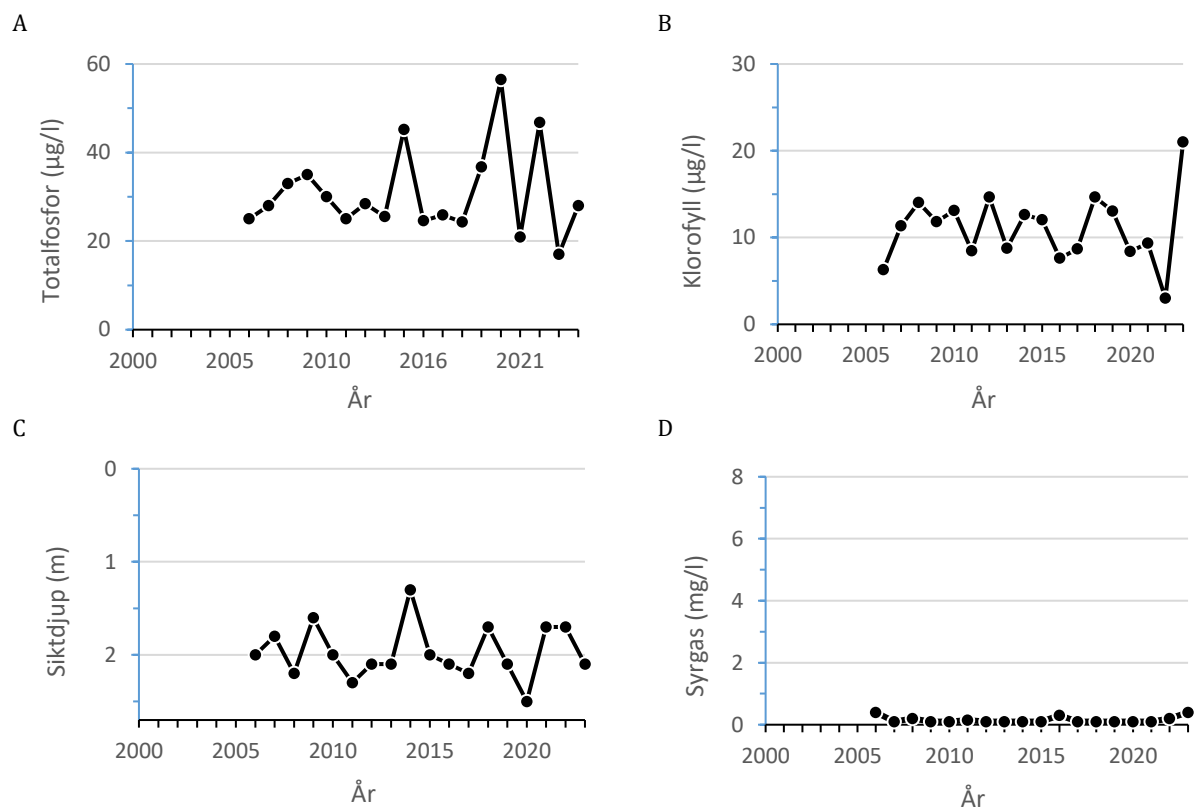 A
60
40
20
0
Totalfosfor (µg/l)
2000 2005 2010 2016 2021
År
B
30
20
10
0
Klorofyll (µg/l)
2000 2005 2010 2015 2020
År
C
0
1
2
Siktdjup (m)
2000 2005 2010 2015 2020
År
D
8
6
4
2
0
Syrgas (mg/l)
2000 2005 2010 2015 2020
År